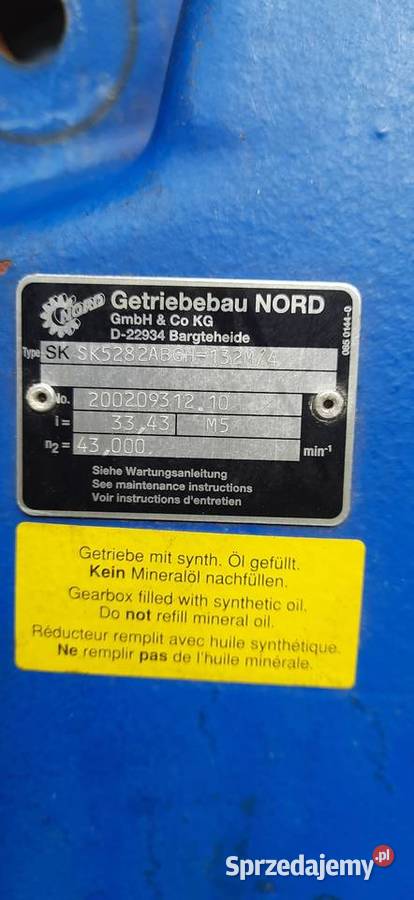 NORD
Getriebebau NORD
GmbH & Co KG
D-22934 Bargteheide
085 0144-0
Type SK SK5282ABGH-132M/4
No. 200209312.10
i = 33,43 M5
n2 = 43,000 min-1
Siehe Wartungsanleitung
See maintenance instructions
Voir instructions d'entretien
Getriebe mit synth. Öl gefüllt.
Kein Mineralöl nachfüllen.
Gearbox filled with synthetic oil.
Do not refill mineral oil.
Réducteur remplit avec huile synthétique.
Ne remplir pas de l'huile minérale.
Sprzedajemy.pl